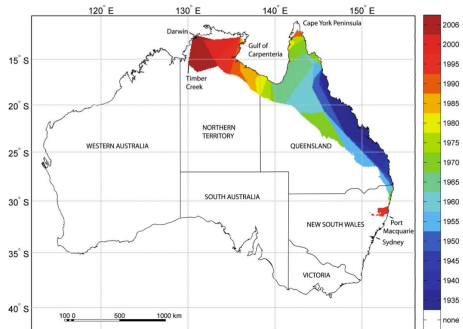 120° E 130° E 140° E 150° E
Cape York Peninsula
Darwin
Gulf of
Carpenteria
15° S
Timber
Creek
20° S
WESTERN AUSTRALIA
NORTHERN
TERRITORY
QUEENSLAND
25° S
SOUTH AUSTRALIA
30° S
NEW SOUTH WALES
Port
Macquarie
Sydney
35° S
VICTORIA
40° S
100 0 500 1000 km
2006
2000
1995
1990
1985
1980
1975
1970
1965
1960
1955
1950
1945
1940
1935
none